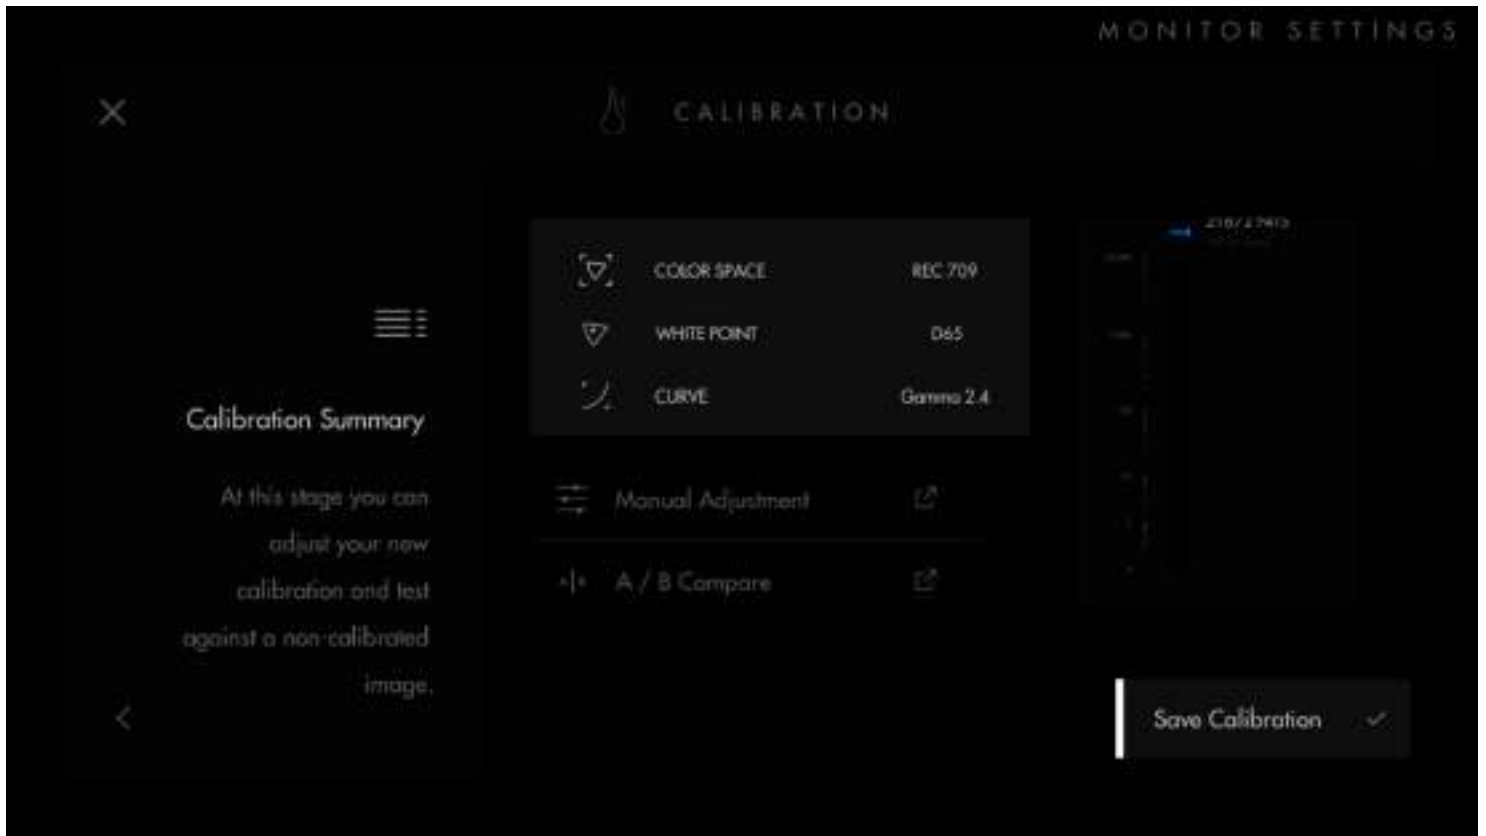 MONITOR SETTINGS
CALIBRATION
COLOR SPACE REC 709
WHITE POINT D65
CURVE Gamma 2.4
Calibration Summary
At this stage you can
adjust your new
calibration and test
against a non-calibrated
image.
Manual Adjustment
A / B Compare
Save Calibration